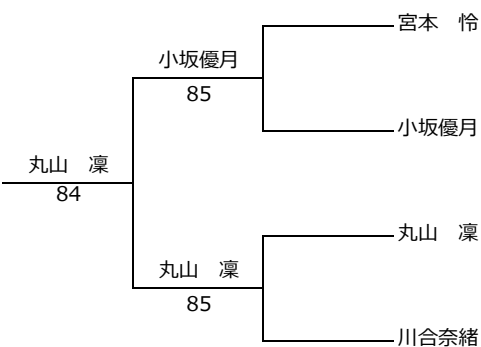 宮本　怜
小坂優月
85
小坂優月
丸山　凜
84
丸山　凜
丸山　凜
85
川合奈緒